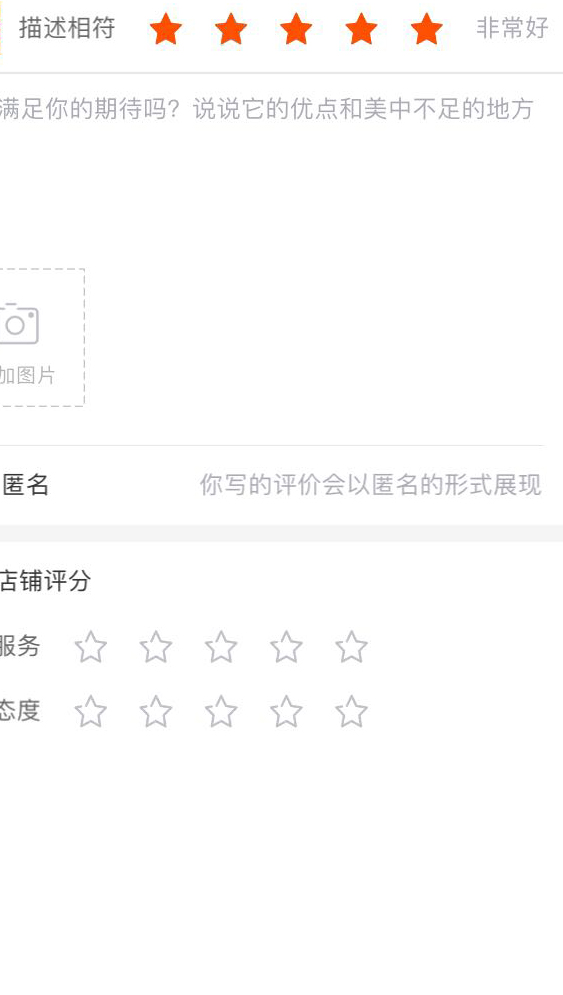 描述相符 非常好
满足你的期待吗？说说它的优点和美中不足的地方
加图片
匿名 你写的评价会以匿名的形式展现
店铺评分
服务
态度